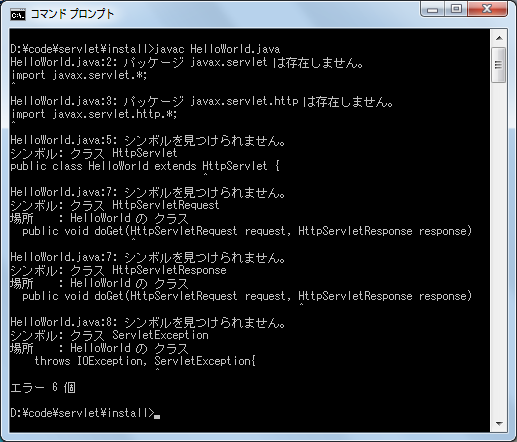 コマンド プロンプト
D:¥code¥servlet¥install>javac HelloWorld.java
HelloWorld.java:2: パッケージ javax.servlet は存在しません。
import javax.servlet.*;
^
HelloWorld.java:3: パッケージ javax.servlet.http は存在しません。
import javax.servlet.http.*;
^
HelloWorld.java:5: シンボルを見つけられません。
シンボル: クラス HttpServlet
public class HelloWorld extends HttpServlet {
^
HelloWorld.java:7: シンボルを見つけられません。
シンボル: クラス HttpServletRequest
場所 : HelloWorld の クラス
public void doGet(HttpServletRequest request, HttpServletResponse response)
^
HelloWorld.java:7: シンボルを見つけられません。
シンボル: クラス HttpServletResponse
場所 : HelloWorld の クラス
public void doGet(HttpServletRequest request, HttpServletResponse response)
^
HelloWorld.java:8: シンボルを見つけられません。
シンボル: クラス ServletException
場所 : HelloWorld の クラス
throws IOException, ServletException{
^
エラー 6 個
D:¥code¥servlet¥install>